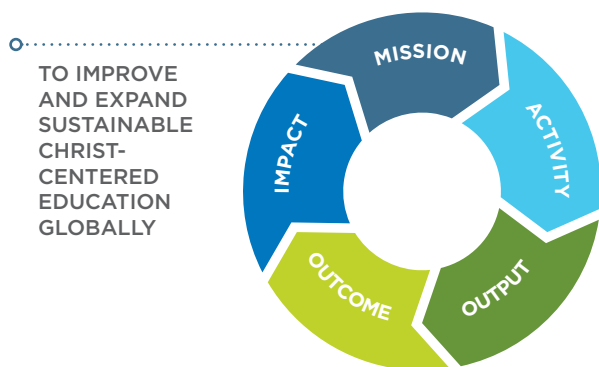 TO IMPROVE
AND EXPAND
SUSTAINABLE
CHRIST-
CENTERED
EDUCATION
GLOBALLY
MISSION
ACTIVITY
OUTPUT
OUTCOME
IMPACT